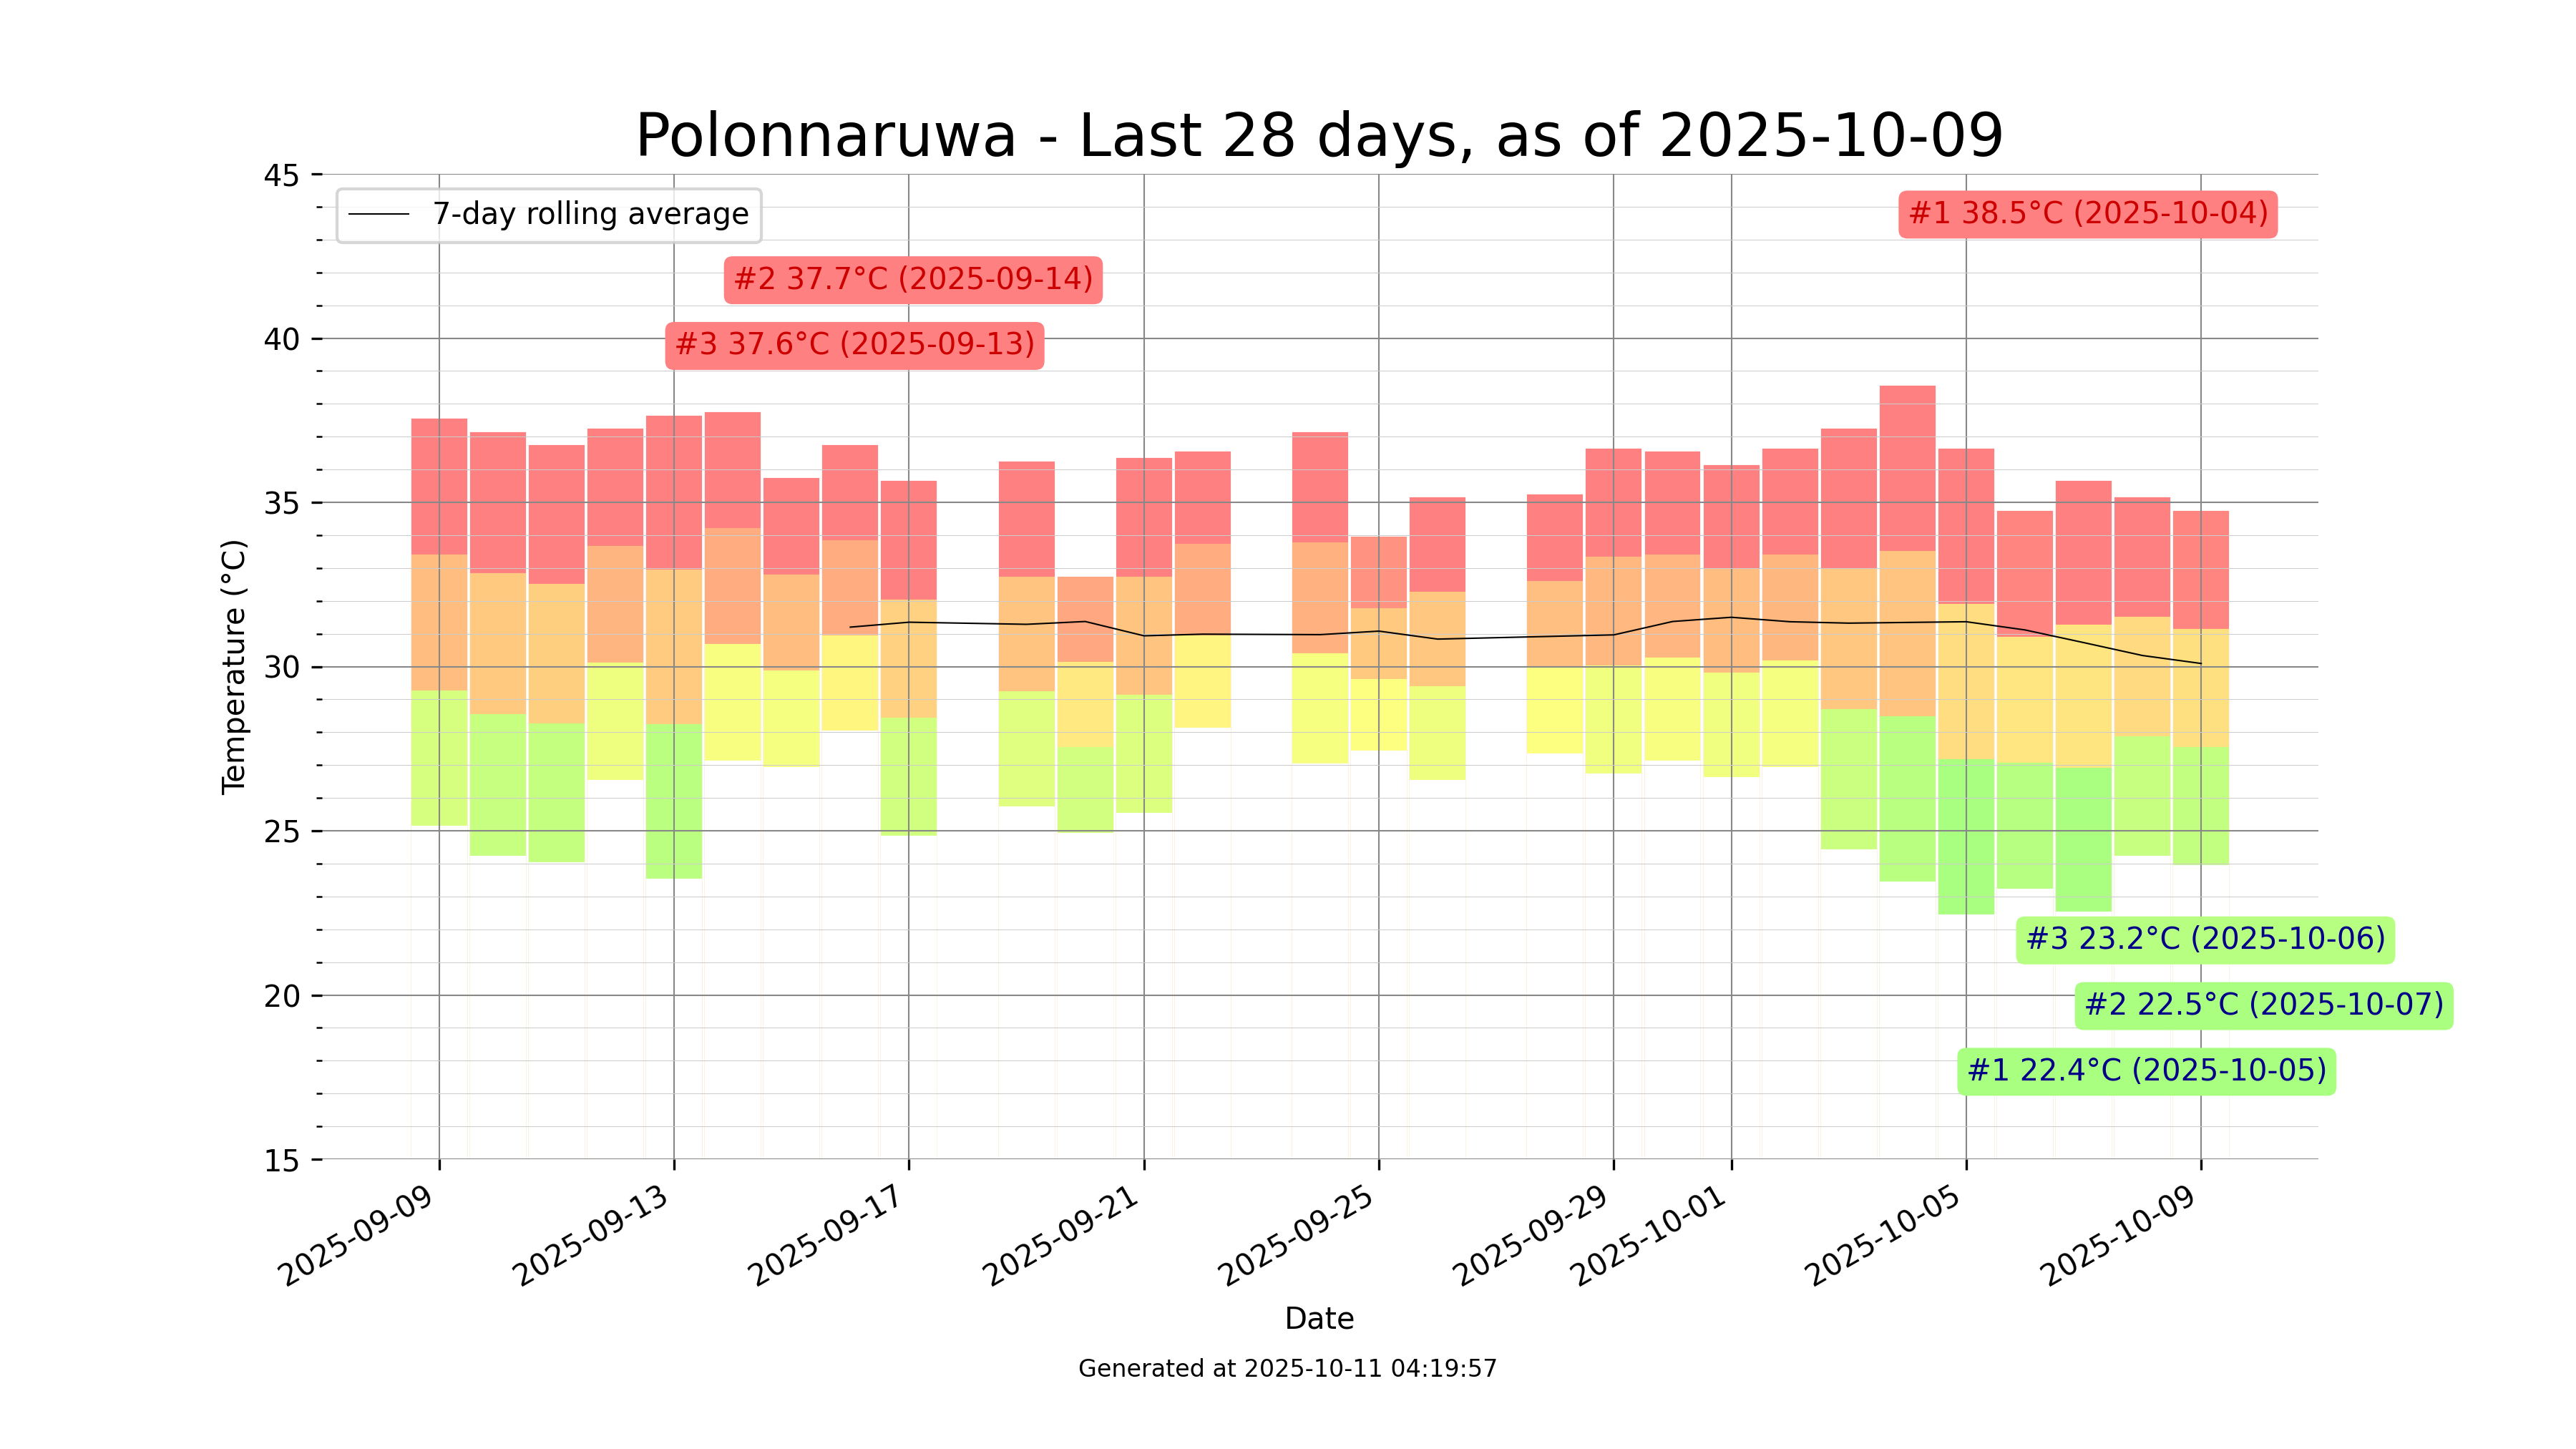 Polonnaruwa - Last 28 days, as of 2025-10-09
45
7-day rolling average
#1 38.5°C (2025-10-04)
#2 37.7°C (2025-09-14)
#3 37.6°C (2025-09-13)
40
35
Temperature (°C)
30
25
#3 23.2°C (2025-10-06)
20
#2 22.5°C (2025-10-07)
#1 22.4°C (2025-10-05)
15
2025-09-09
2025-09-13
2025-09-17
2025-09-21
2025-09-25
2025-09-29
2025-10-01
2025-10-05
2025-10-09
Date
Generated at 2025-10-11 04:19:57